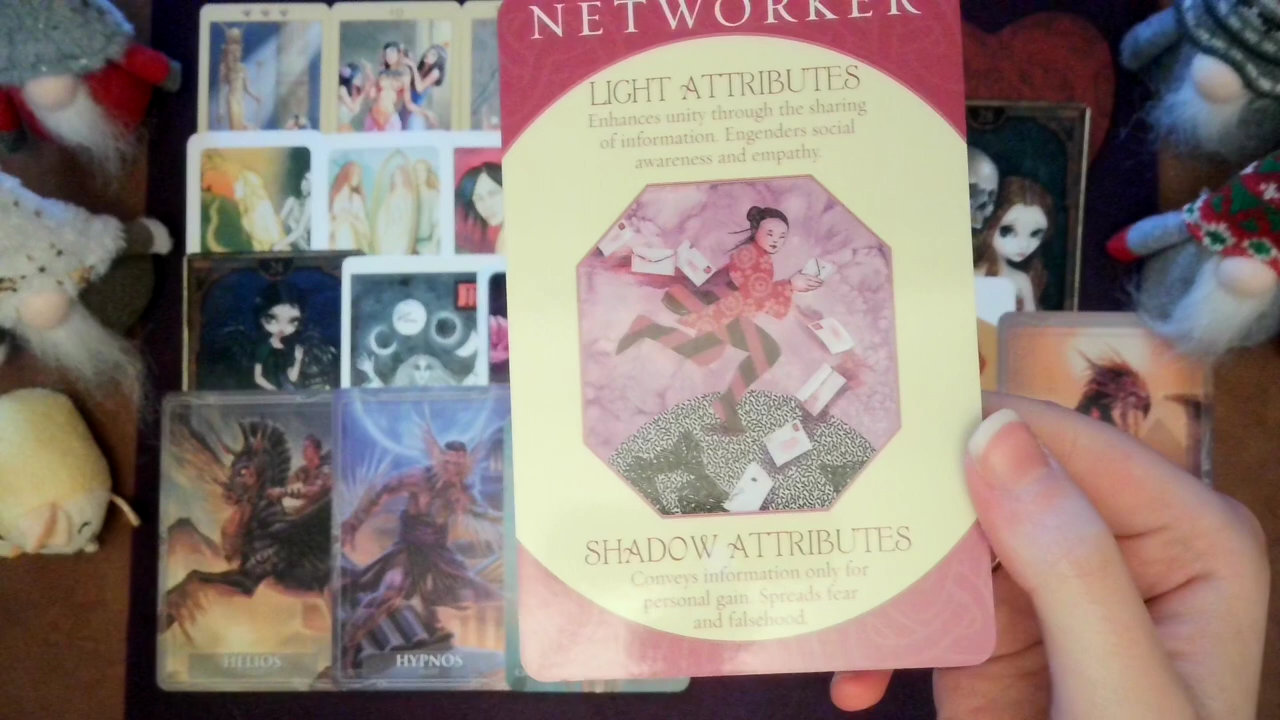 NETWORKER
LIGHT ATTRIBUTES
Enhances unity through the sharing
of information. Engenders social
awareness and empathy.
SHADOW ATTRIBUTES
Conveys information only for
personal gain. Spreads fear
and falsehood.
HELIOS
HYPNOS